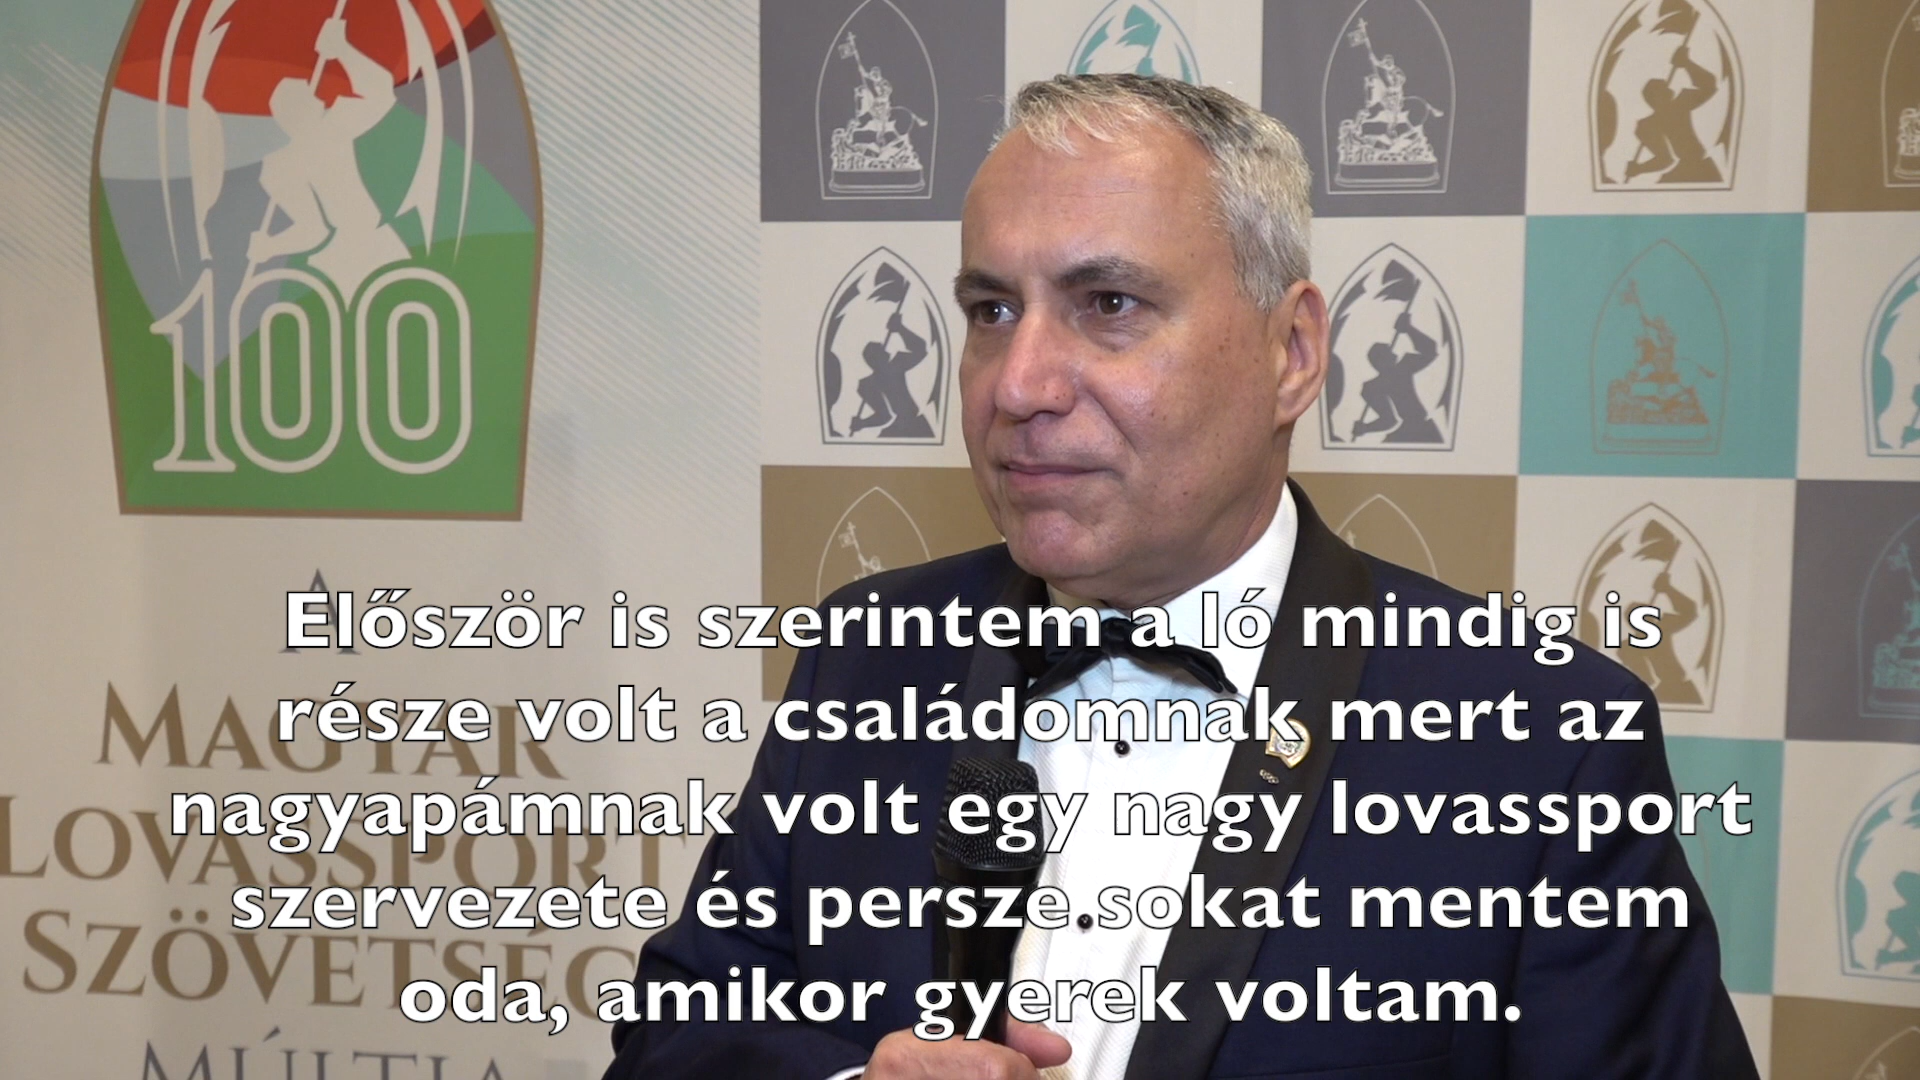 100
A
MAGYAR
LOVASSPORT
SZÖVETSÉG
MÚLTJA
Először is szerintem a ló mindig is
része volt a családomnak mert az
nagyapámnak volt egy nagy lovassport
szervezete és persze sokat mentem
oda, amikor gyerek voltam.